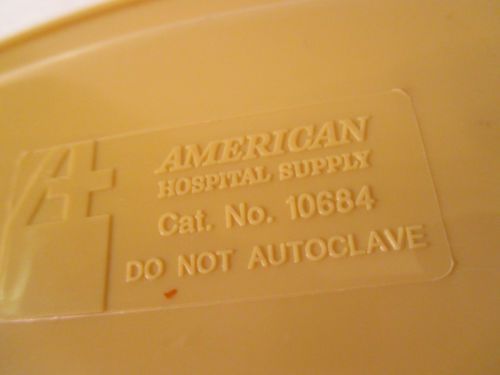 A
AMERICAN
HOSPITAL SUPPLY
Cat. No. 10684
DO NOT AUTOCLAVE